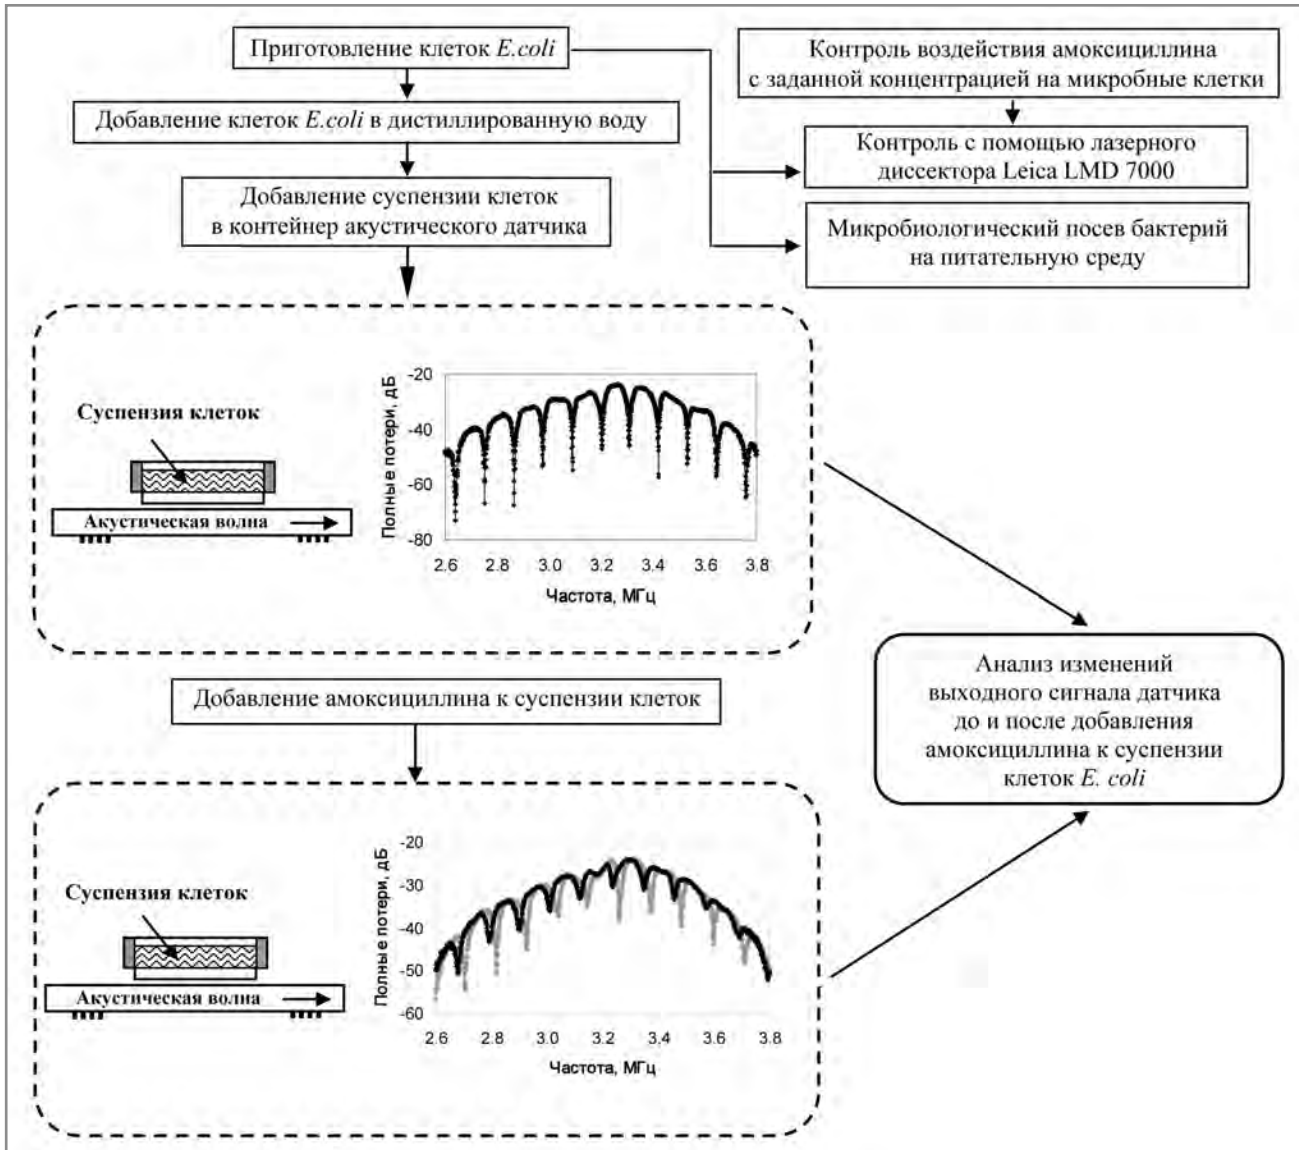 Приготовление клеток E.coli
Добавление клеток E.coli в дистиллированную воду
Добавление суспензии клеток
в контейнер акустического датчика
Контроль воздействия амоксициллина
с заданной концентрацией на микробные клетки
Контроль с помощью лазерного
диссектора Leica LMD 7000
Микробиологический посев бактерий
на питательную среду
Суспензия клеток
Акустическая волна
Полные потери, дБ
-20
-40
-60
-80
2.6 2.8 3.0 3.2 3.4 3.6 3.8
Частота, МГц
Добавление амоксициллина к суспензии клеток
Суспензия клеток
Акустическая волна
Полные потери, дБ
-20
-30
-40
-50
-60
2.6 2.8 3.0 3.2 3.4 3.6 3.8
Частота, МГц
Анализ изменений
выходного сигнала датчика
до и после добавления
амоксициллина к суспензии
клеток E. coli